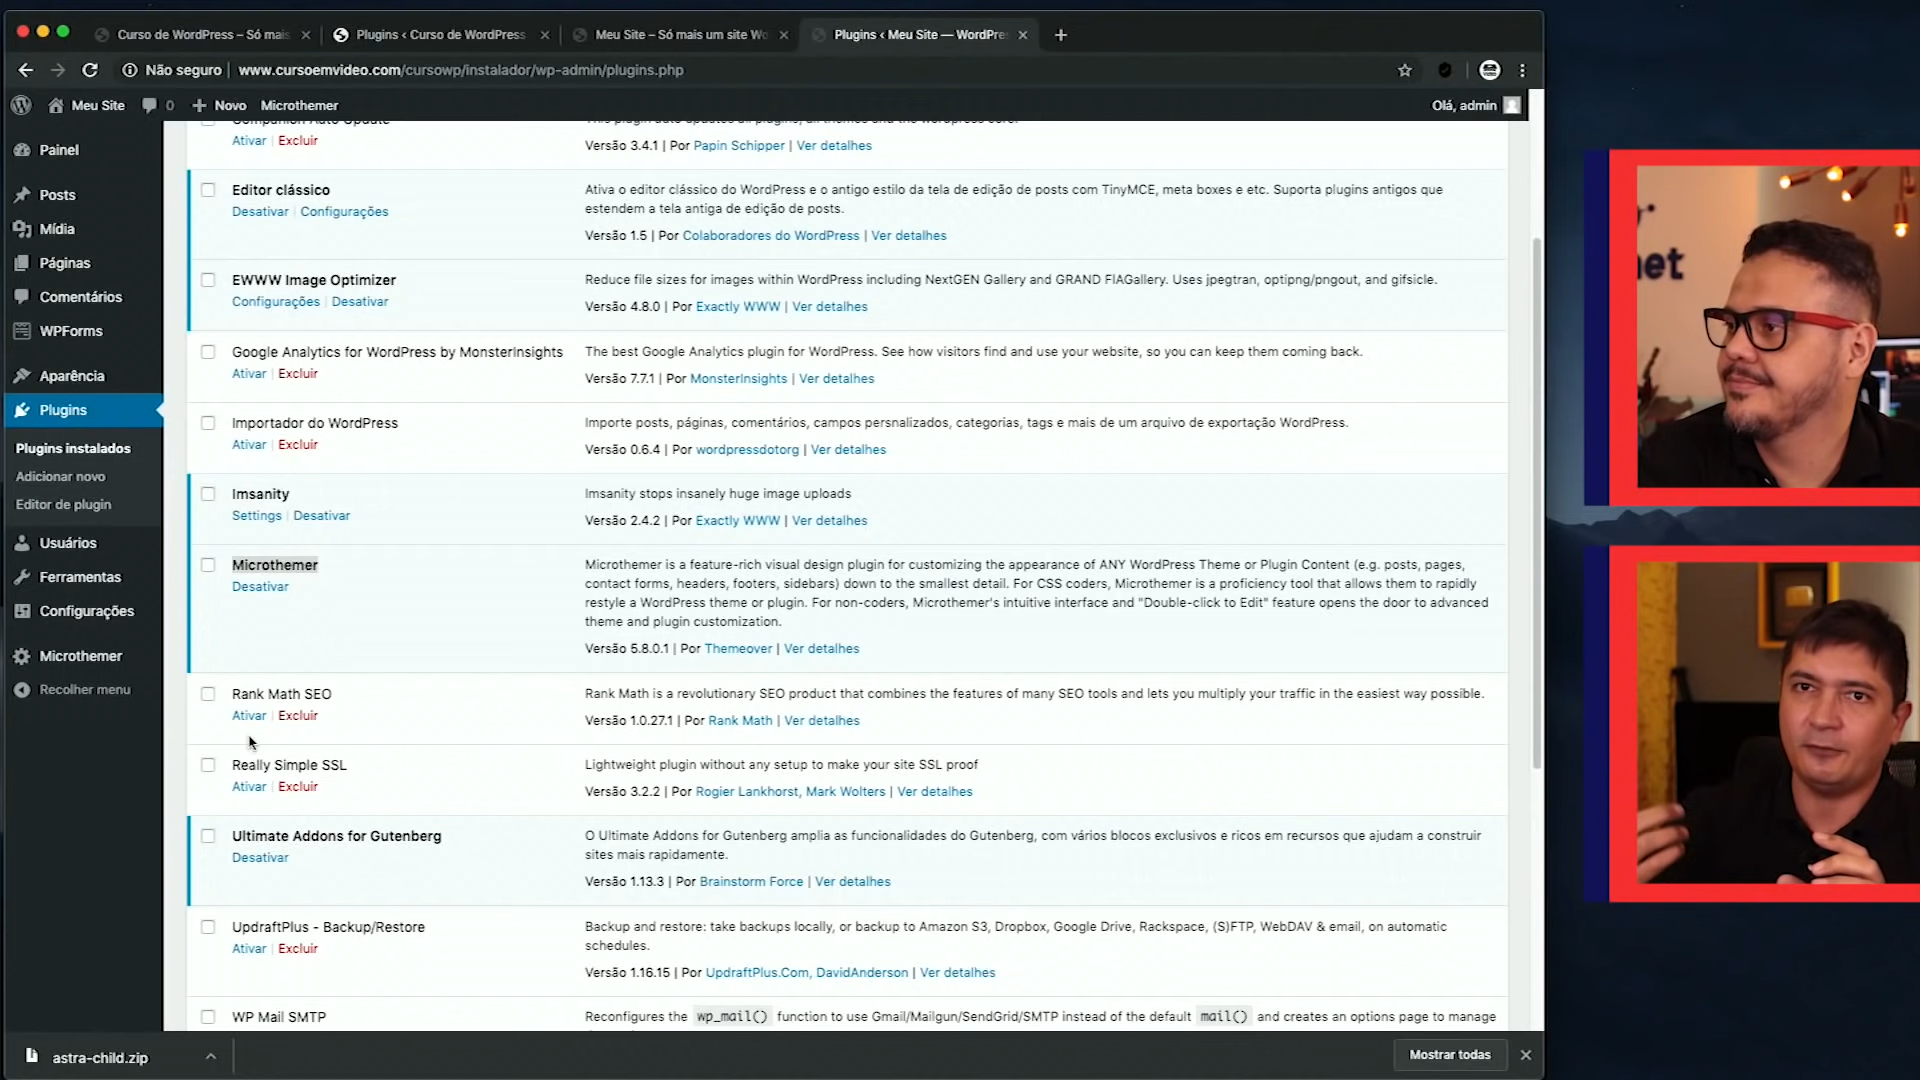 Curso de WordPress – Só mais
Plugins ‹ Curso de WordPress
Meu Site – Só mais um site Wo
Plugins ‹ Meu Site — WordPre
Não seguro
www.cursoemvideo.com/cursowp/instalador/wp-admin/plugins.php
Meu Site
0
Novo
Microthemer
Olá, admin
Painel
Posts
Mídia
Páginas
Comentários
WPForms
Aparência
Plugins
Plugins instalados
Adicionar novo
Editor de plugin
Usuários
Ferramentas
Configurações
Microthemer
Recolher menu
Companion Auto Update
Ativar | Excluir
This plugin auto updates all plugins, all themes and the wordpress core.
Versão 3.4.1 | Por Papin Schipper | Ver detalhes
Editor clássico
Desativar | Configurações
Ativa o editor clássico do WordPress e o antigo estilo da tela de edição de posts com TinyMCE, meta boxes e etc. Suporta plugins antigos que
estendem a tela antiga de edição de posts.
Versão 1.5 | Por Colaboradores do WordPress | Ver detalhes
EWWW Image Optimizer
Configurações | Desativar
Reduce file sizes for images within WordPress including NextGEN Gallery and GRAND FlAGallery. Uses jpegtran, optipng/pngout, and gifsicle.
Versão 4.8.0 | Por Exactly WWW | Ver detalhes
Google Analytics for WordPress by MonsterInsights
Ativar | Excluir
The best Google Analytics plugin for WordPress. See how visitors find and use your website, so you can keep them coming back.
Versão 7.7.1 | Por MonsterInsights | Ver detalhes
Importador do WordPress
Ativar | Excluir
Importe posts, páginas, comentários, campos persnalizados, categorias, tags e mais de um arquivo de exportação WordPress.
Versão 0.6.4 | Por wordpressdotorg | Ver detalhes
Imsanity
Settings | Desativar
Imsanity stops insanely huge image uploads
Versão 2.4.2 | Por Exactly WWW | Ver detalhes
Microthemer
Desativar
Microthemer is a feature-rich visual design plugin for customizing the appearance of ANY WordPress Theme or Plugin Content (e.g. posts, pages,
contact forms, headers, footers, sidebars) down to the smallest detail. For CSS coders, Microthemer is a proficiency tool that allows them to rapidly
restyle a WordPress theme or plugin. For non-coders, Microthemer's intuitive interface and "Double-click to Edit" feature opens the door to advanced
theme and plugin customization.
Versão 5.8.0.1 | Por Themeover | Ver detalhes
Rank Math SEO
Ativar | Excluir
Rank Math is a revolutionary SEO product that combines the features of many SEO tools and lets you multiply your traffic in the easiest way possible.
Versão 1.0.27.1 | Por Rank Math | Ver detalhes
Really Simple SSL
Ativar | Excluir
Lightweight plugin without any setup to make your site SSL proof
Versão 3.2.2 | Por Rogier Lankhorst, Mark Wolters | Ver detalhes
Ultimate Addons for Gutenberg
Desativar
O Ultimate Addons for Gutenberg amplia as funcionalidades do Gutenberg, com vários blocos exclusivos e ricos em recursos que ajudam a construir
sites mais rapidamente.
Versão 1.13.3 | Por Brainstorm Force | Ver detalhes
UpdraftPlus - Backup/Restore
Ativar | Excluir
Backup and restore: take backups locally, or backup to Amazon S3, Dropbox, Google Drive, Rackspace, (S)FTP, WebDAV & email, on automatic
schedules.
Versão 1.16.15 | Por UpdraftPlus.Com, DavidAnderson | Ver detalhes
WP Mail SMTP
Reconfigures the wp_mail() function to use Gmail/Mailgun/SendGrid/SMTP instead of the default mail() and creates an options page to manage
astra-child.zip
Mostrar todas
net